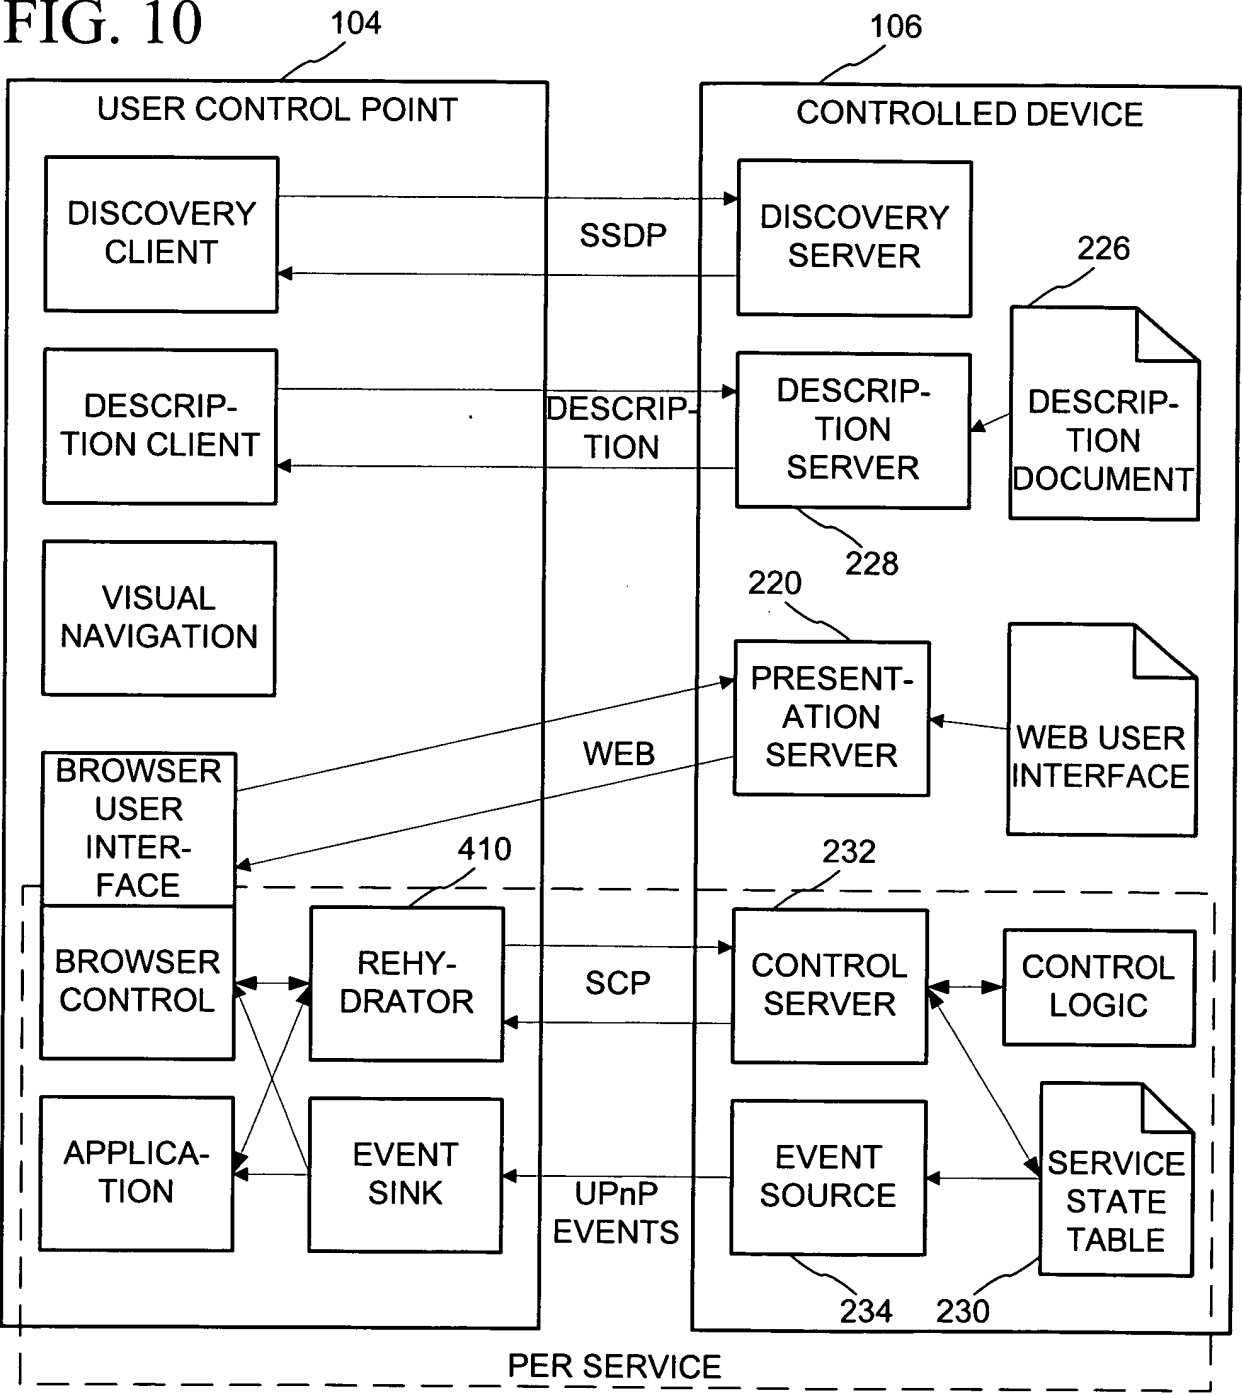 FIG. 10
104
106
USER CONTROL POINT
CONTROLLED DEVICE
DISCOVERY
CLIENT
SSDP
DISCOVERY
SERVER
226
DESCRIP-
TION CLIENT
DESCRIP-
TION
DESCRIP-
TION
SERVER
DESCRIP-
TION
DOCUMENT
228
VISUAL
NAVIGATION
220
PRESENT-
ATION
SERVER
WEB USER
INTERFACE
WEB
BROWSER
USER
INTER-
FACE
410
232
BROWSER
CONTROL
REHY-
DRATOR
SCP
CONTROL
SERVER
CONTROL
LOGIC
APPLICA-
TION
EVENT
SINK
UPnP
EVENTS
EVENT
SOURCE
SERVICE
STATE
TABLE
234
230
PER SERVICE